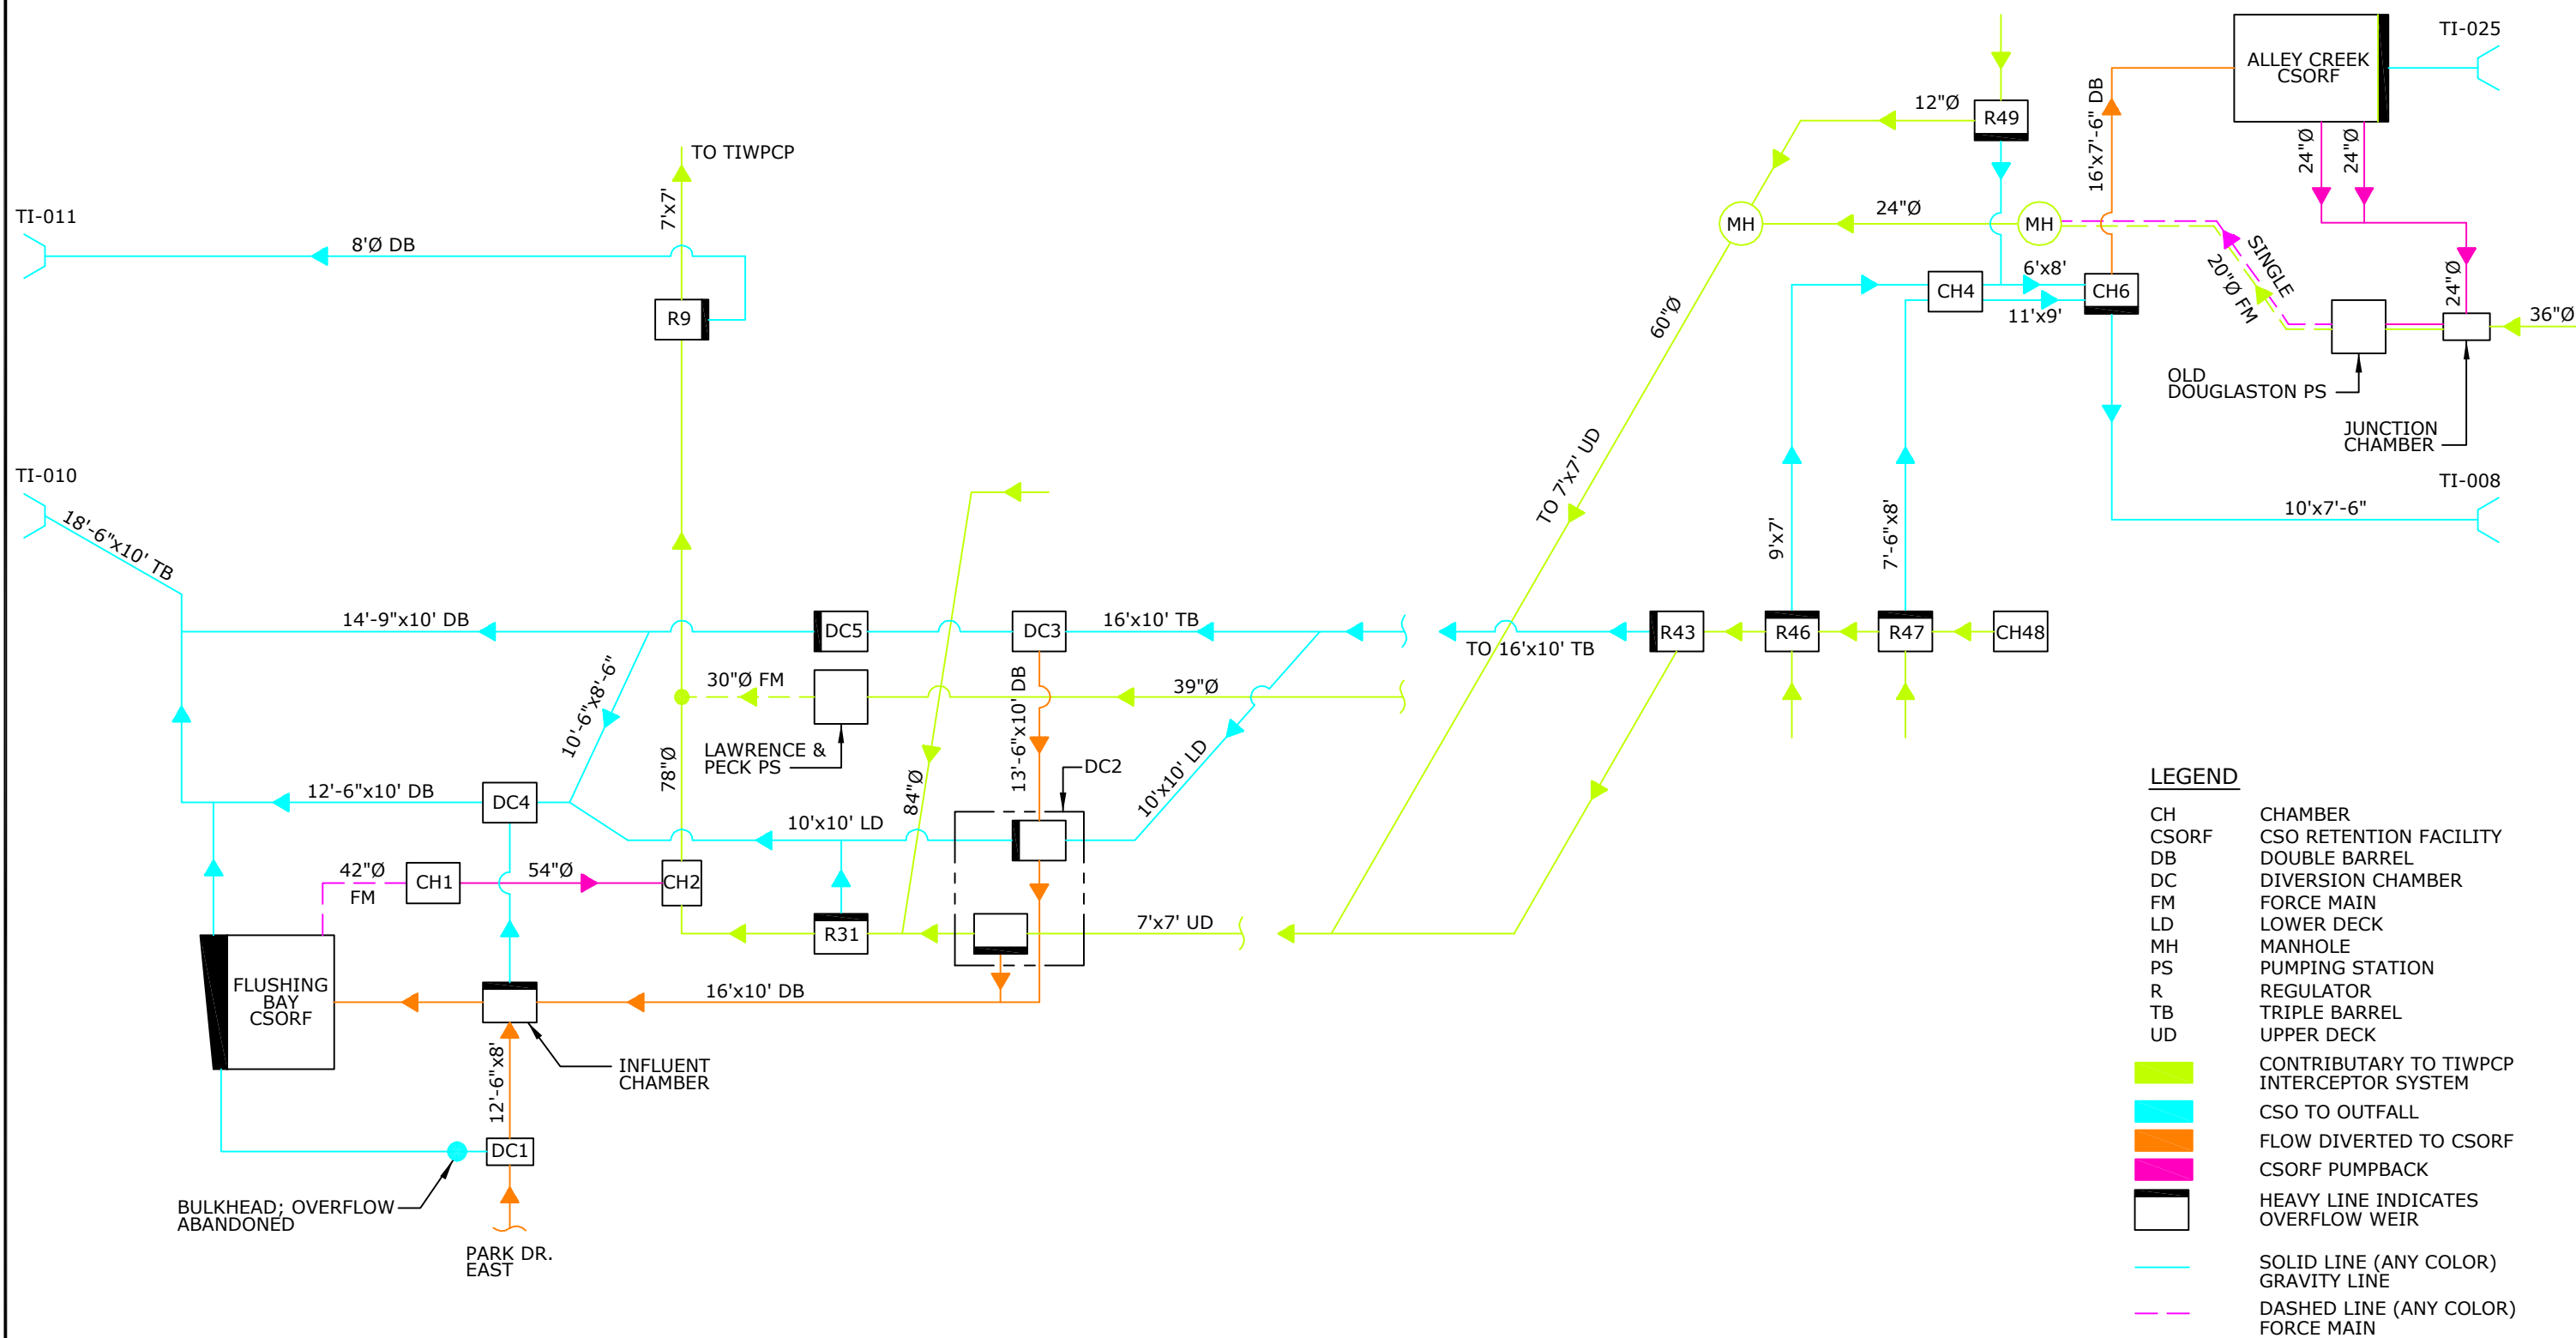 TI-025
ALLEY CREEK
CSORF
12"Ø
R49
16'x7'-6" DB
24"Ø
24"Ø
TO TIWPCP
7'x7'
TI-011
8'Ø DB
MH
24"Ø
MH
SINGLE
20"Ø FM
24"Ø
6'x8'
CH4
CH6
11'x9'
36"Ø
R9
60"Ø
OLD
DOUGLASTON PS
JUNCTION
CHAMBER
TO 7'x7' UD
TI-010
18'-6"x10' TB
TI-008
10'x7'-6"
9'x7'
7'-6"x8'
14'-9"x10' DB
DC5
DC3
16'x10' TB
TO 16'x10' TB
R43
R46
R47
CH48
10'-6"x8'-6"
30"Ø FM
39"Ø
13'-6"x10' DB
LAWRENCE &
PECK PS
78"Ø
84"Ø
DC2
10'x10' LD
12'-6"x10' DB
DC4
10'x10' LD
42"Ø
FM
CH1
54"Ø
CH2
R31
7'x7' UD
FLUSHING
BAY
CSORF
16'x10' DB
INFLUENT
CHAMBER
12'-6"x8'
DC1
BULKHEAD; OVERFLOW
ABANDONED
PARK DR.
EAST
LEGEND
CH CHAMBER
CSORF CSO RETENTION FACILITY
DB DOUBLE BARREL
DC DIVERSION CHAMBER
FM FORCE MAIN
LD LOWER DECK
MH MANHOLE
PS PUMPING STATION
R REGULATOR
TB TRIPLE BARREL
UD UPPER DECK
CONTRIBUTARY TO TIWPCP
INTERCEPTOR SYSTEM
CSO TO OUTFALL
FLOW DIVERTED TO CSORF
CSORF PUMPBACK
HEAVY LINE INDICATES
OVERFLOW WEIR
SOLID LINE (ANY COLOR)
GRAVITY LINE
DASHED LINE (ANY COLOR)
FORCE MAIN